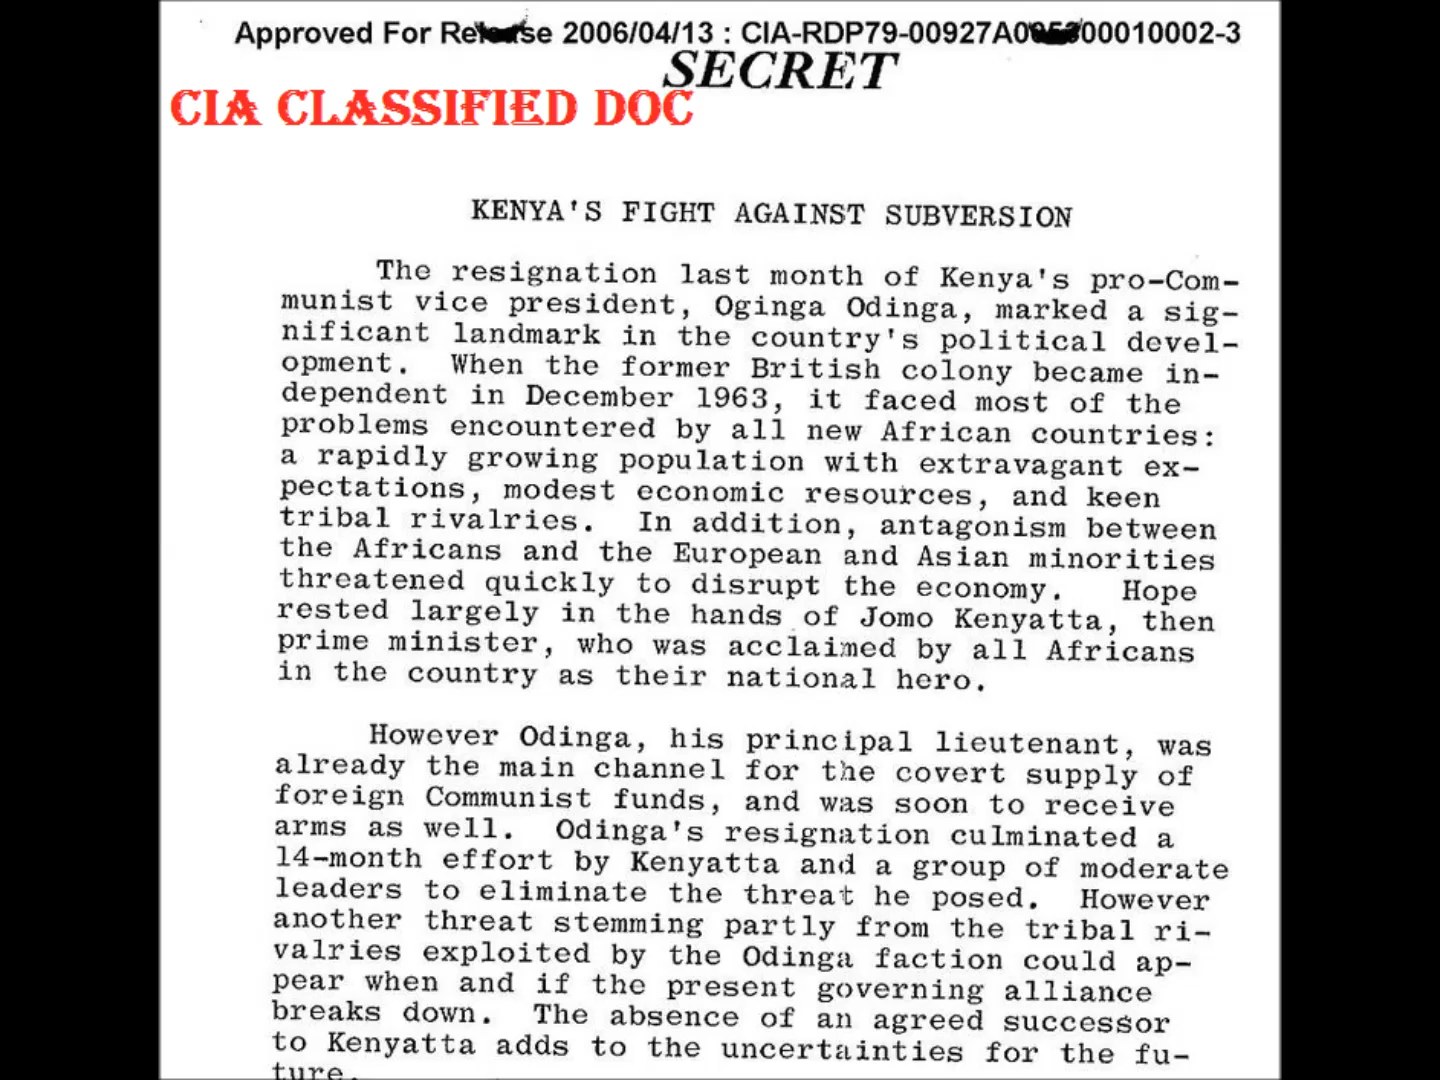 Approved For Release 2006/04/13 : CIA-RDP79-00927A005300010002-3
SECRET
CIA CLASSIFIED DOC
KENYA'S FIGHT AGAINST SUBVERSION
The resignation last month of Kenya's pro-Com-
munist vice president, Oginga Odinga, marked a sig-
nificant landmark in the country's political devel-
opment. When the former British colony became in-
dependent in December 1963, it faced most of the
problems encountered by all new African countries:
a rapidly growing population with extravagant ex-
pectations, modest economic resources, and keen
tribal rivalries. In addition, antagonism between
the Africans and the European and Asian minorities
threatened quickly to disrupt the economy. Hope
rested largely in the hands of Jomo Kenyatta, then
prime minister, who was acclaimed by all Africans
in the country as their national hero.
However Odinga, his principal lieutenant, was
already the main channel for the covert supply of
foreign Communist funds, and was soon to receive
arms as well. Odinga's resignation culminated a
14-month effort by Kenyatta and a group of moderate
leaders to eliminate the threat he posed. However
another threat stemming partly from the tribal ri-
valries exploited by the Odinga faction could ap-
pear when and if the present governing alliance
breaks down. The absence of an agreed successor
to Kenyatta adds to the uncertainties for the fu-
ture.